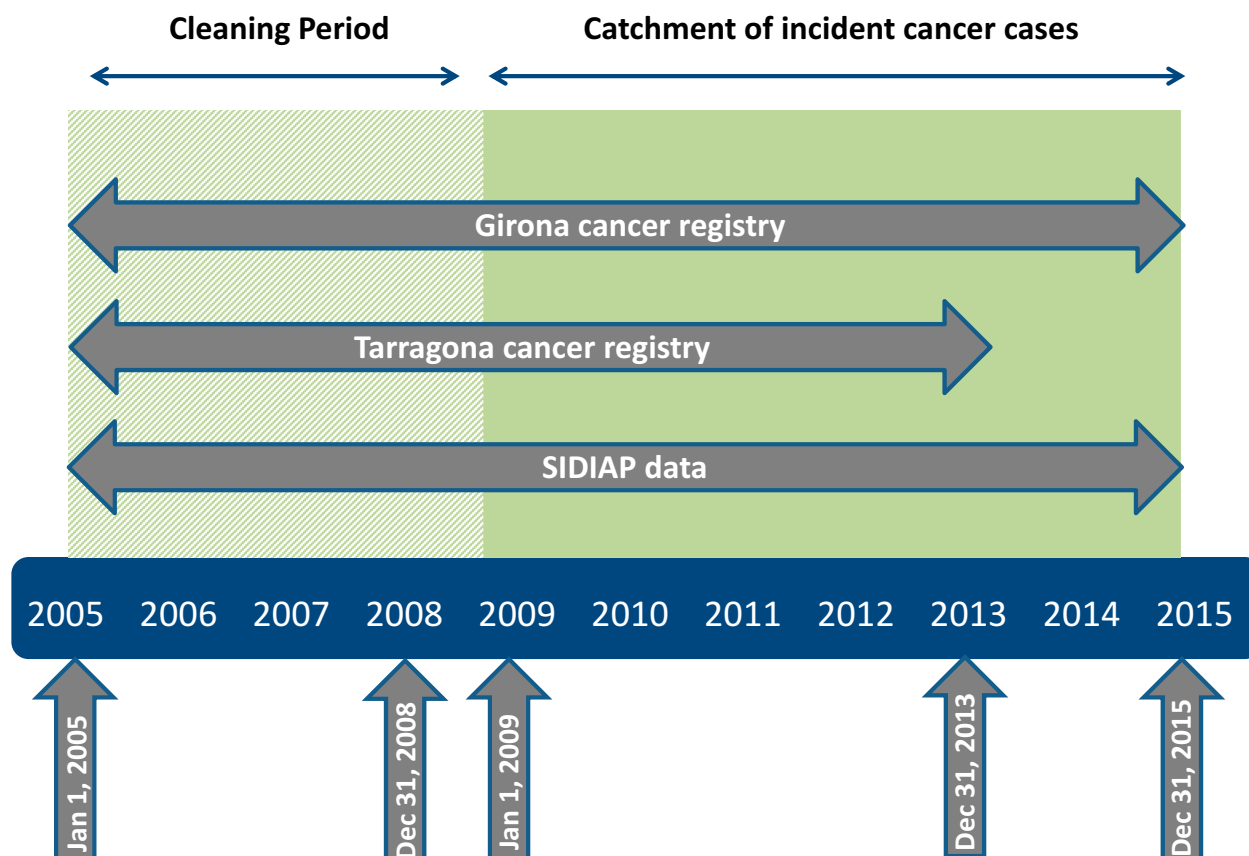 Cleaning Period
Catchment of incident cancer cases
Girona cancer registry
Tarragona cancer registry
SIDIAP data
2005 2006 2007 2008 2009 2010 2011 2012 2013 2014 2015
Jan 1, 2005
Dec 31, 2008
Jan 1, 2009
Dec 31, 2013
Dec 31, 2015